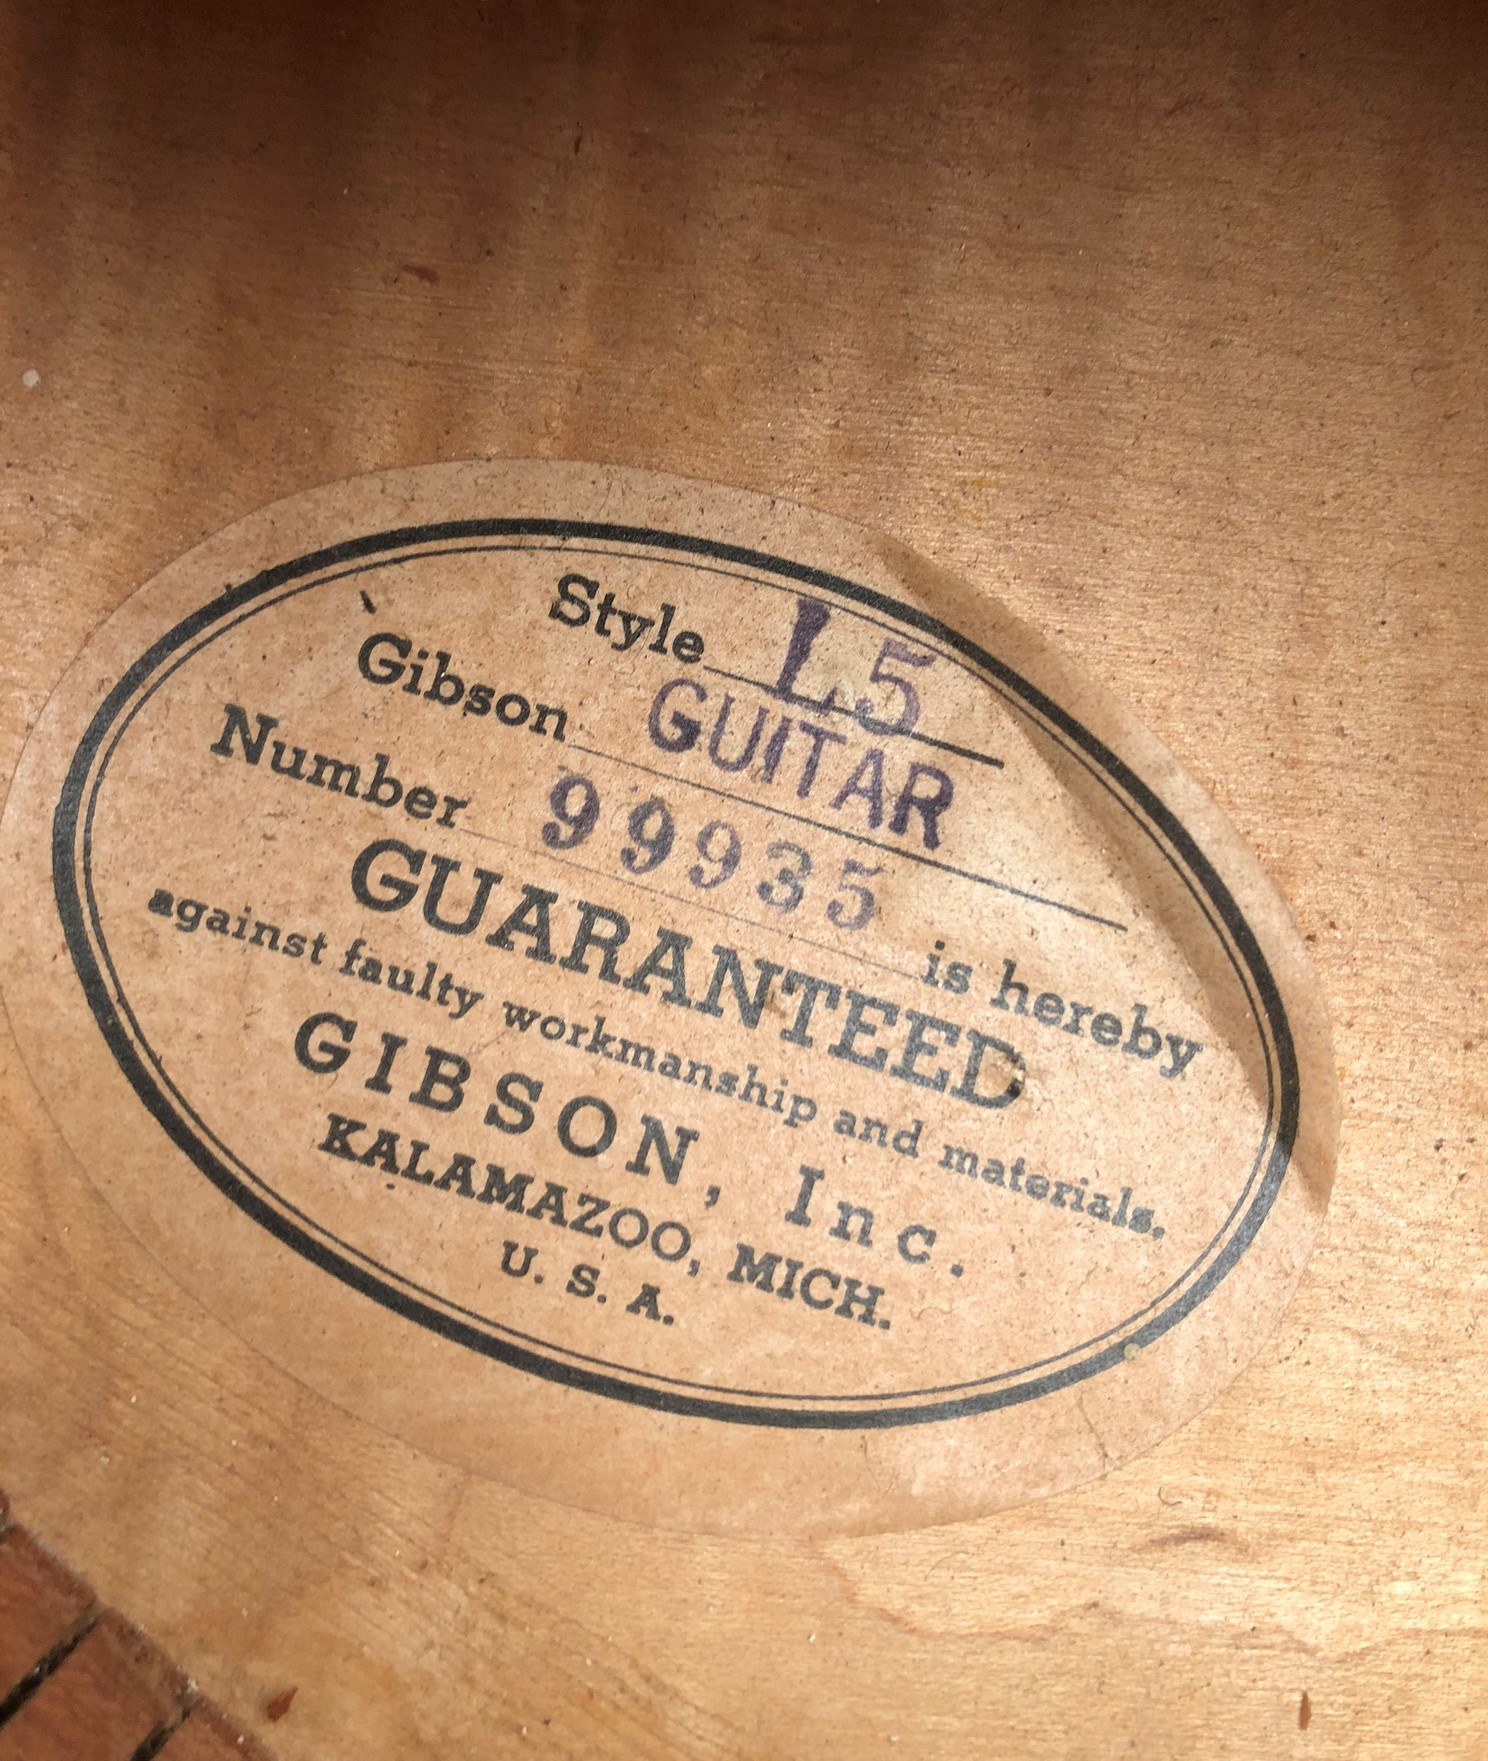 Style L5
Gibson GUITAR
Number 99935 is hereby
GUARANTEED
against faulty workmanship and materials.
GIBSON, Inc.
KALAMAZOO, MICH.
U. S. A.